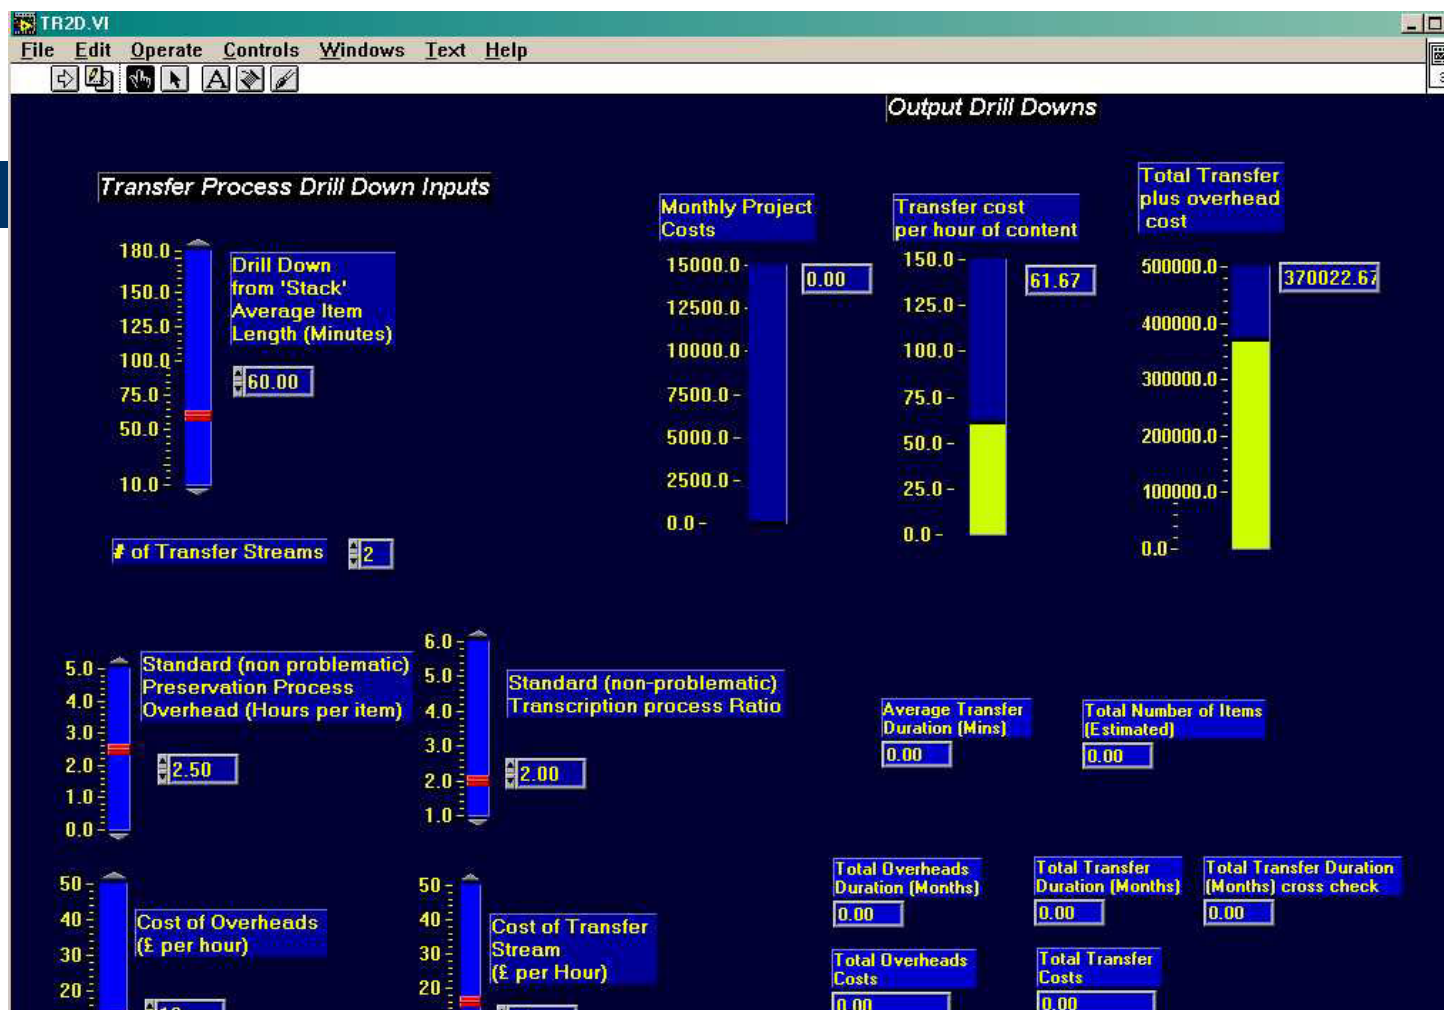 TR2D.VI
File Edit Operate Controls Windows Text Help
A
Output Drill Downs
Transfer Process Drill Down Inputs
180.0
150.0
125.0
100.0
75.0
50.0
10.0
Drill Down
from 'Stack'
Average Item
Length (Minutes)
60.00
# of Transfer Streams
2
Monthly Project
Costs
15000.0
12500.0
10000.0
7500.0
5000.0
2500.0
0.0
0.00
Transfer cost
per hour of content
150.0
125.0
100.0
75.0
50.0
25.0
0.0
61.67
Total Transfer
plus overhead
cost
500000.0
400000.0
300000.0
200000.0
100000.0
0.0
370022.67
5.0
4.0
3.0
2.0
1.0
0.0
Standard (non problematic)
Preservation Process
Overhead (Hours per item)
2.50
6.0
5.0
4.0
3.0
2.0
1.0
Standard (non-problematic)
Transcription process Ratio
2.00
Average Transfer
Duration (Mins)
0.00
Total Number of Items
(Estimated)
0.00
50
40
30
20
Cost of Overheads
(£ per hour)
50
40
30
20
Cost of Transfer
Stream
(£ per Hour)
Total Overheads
Duration (Months)
0.00
Total Transfer
Duration (Months)
0.00
Total Transfer Duration
(Months) cross check
0.00
Total Overheads
Costs
0.00
Total Transfer
Costs
0.00